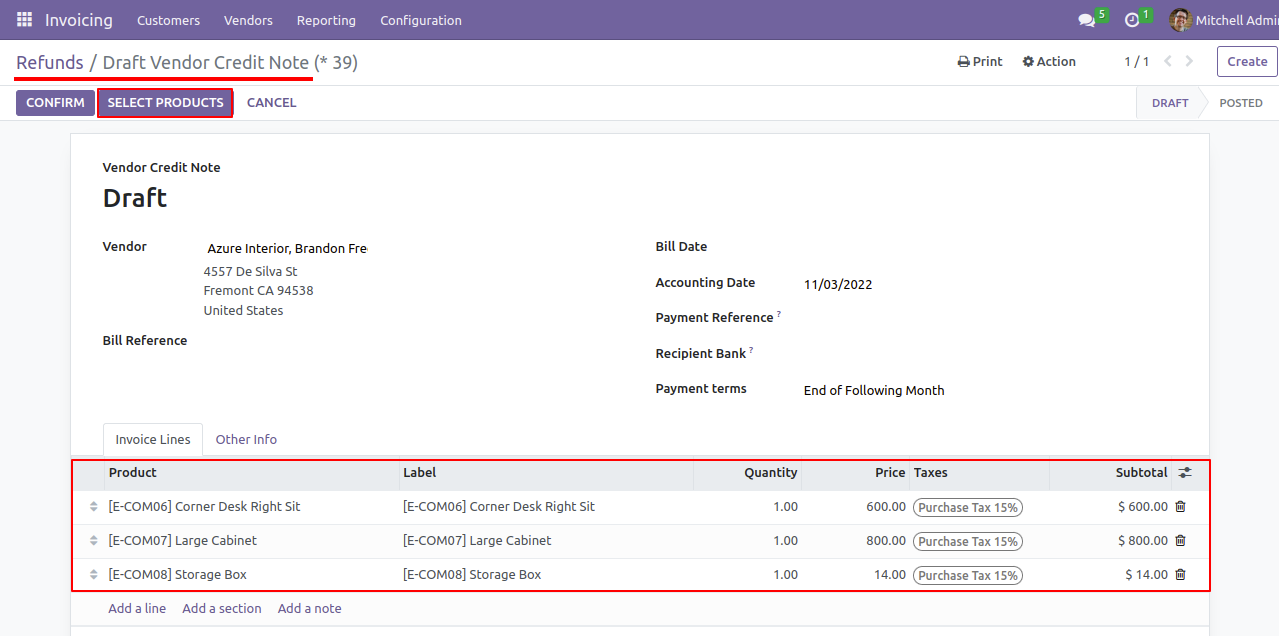 Invoicing Customers Vendors Reporting Configuration 5 1 Mitchell Admin
Refunds / Draft Vendor Credit Note (* 39) Print Action 1 / 1 Create
CONFIRM SELECT PRODUCTS CANCEL DRAFT POSTED
Vendor Credit Note
Draft
Vendor Azure Interior, Brandon Fre
4557 De Silva St
Fremont CA 94538
United States
Bill Reference
Bill Date
Accounting Date 11/03/2022
Payment Reference ?
Recipient Bank ?
Payment terms End of Following Month
Invoice Lines Other Info
Product Label Quantity Price Taxes Subtotal
[E-COM06] Corner Desk Right Sit [E-COM06] Corner Desk Right Sit 1.00 600.00 Purchase Tax 15% $ 600.00
[E-COM07] Large Cabinet [E-COM07] Large Cabinet 1.00 800.00 Purchase Tax 15% $ 800.00
[E-COM08] Storage Box [E-COM08] Storage Box 1.00 14.00 Purchase Tax 15% $ 14.00
Add a line Add a section Add a note